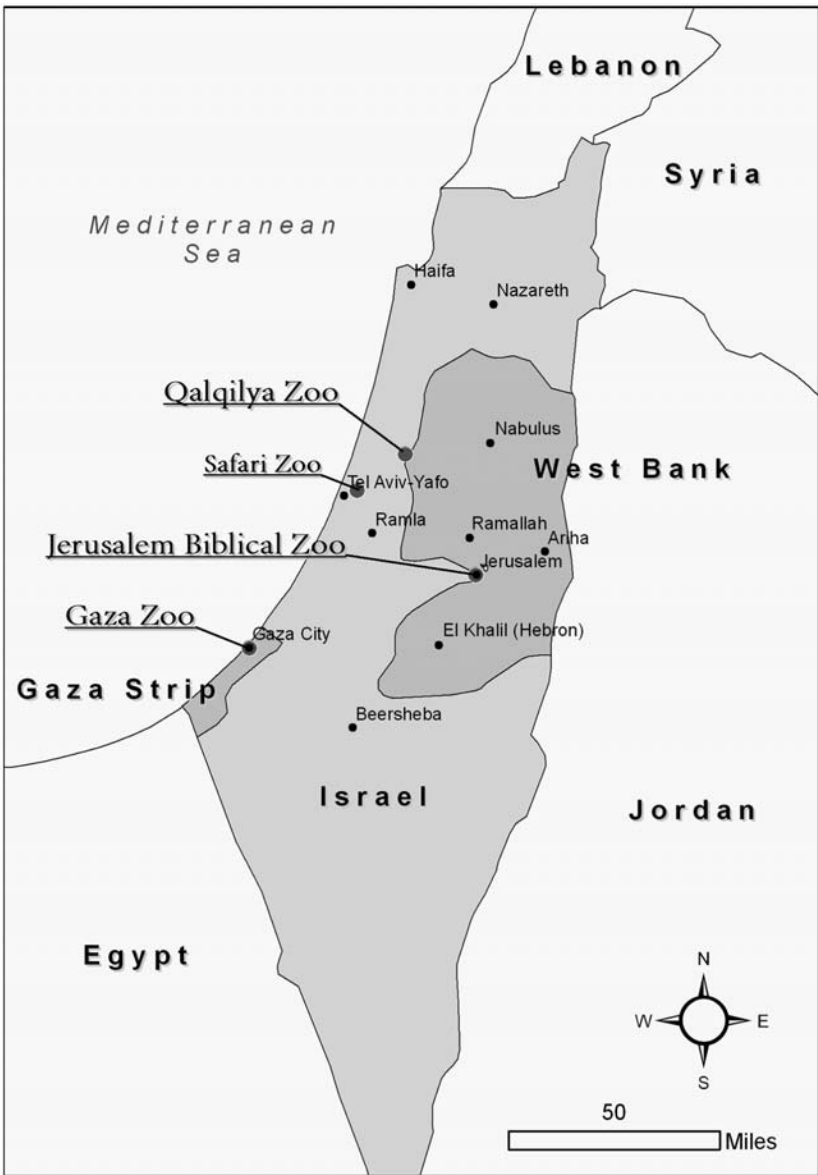 Lebanon
Syria
Mediterranean
Sea
Haifa
Nazareth
Qalqilya Zoo
Nabulus
West Bank
Safari Zoo
Tel Aviv-Yafo
Ramla
Ramallah
Ariha
Jerusalem Biblical Zoo
Jerusalem
Gaza Zoo
Gaza City
El Khalil (Hebron)
Gaza Strip
Beersheba
Israel
Jordan
Egypt
N
W
E
S
50
Miles